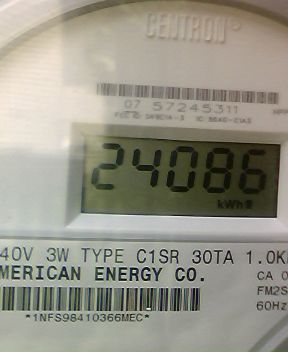 CENTRON®
07 57245311
24086
kWh
40V 3W TYPE C1SR 30TA 1.0K
MERICAN ENERGY CO.
CA 0
FM2S
60Hz
*1NFS98410366MEC*